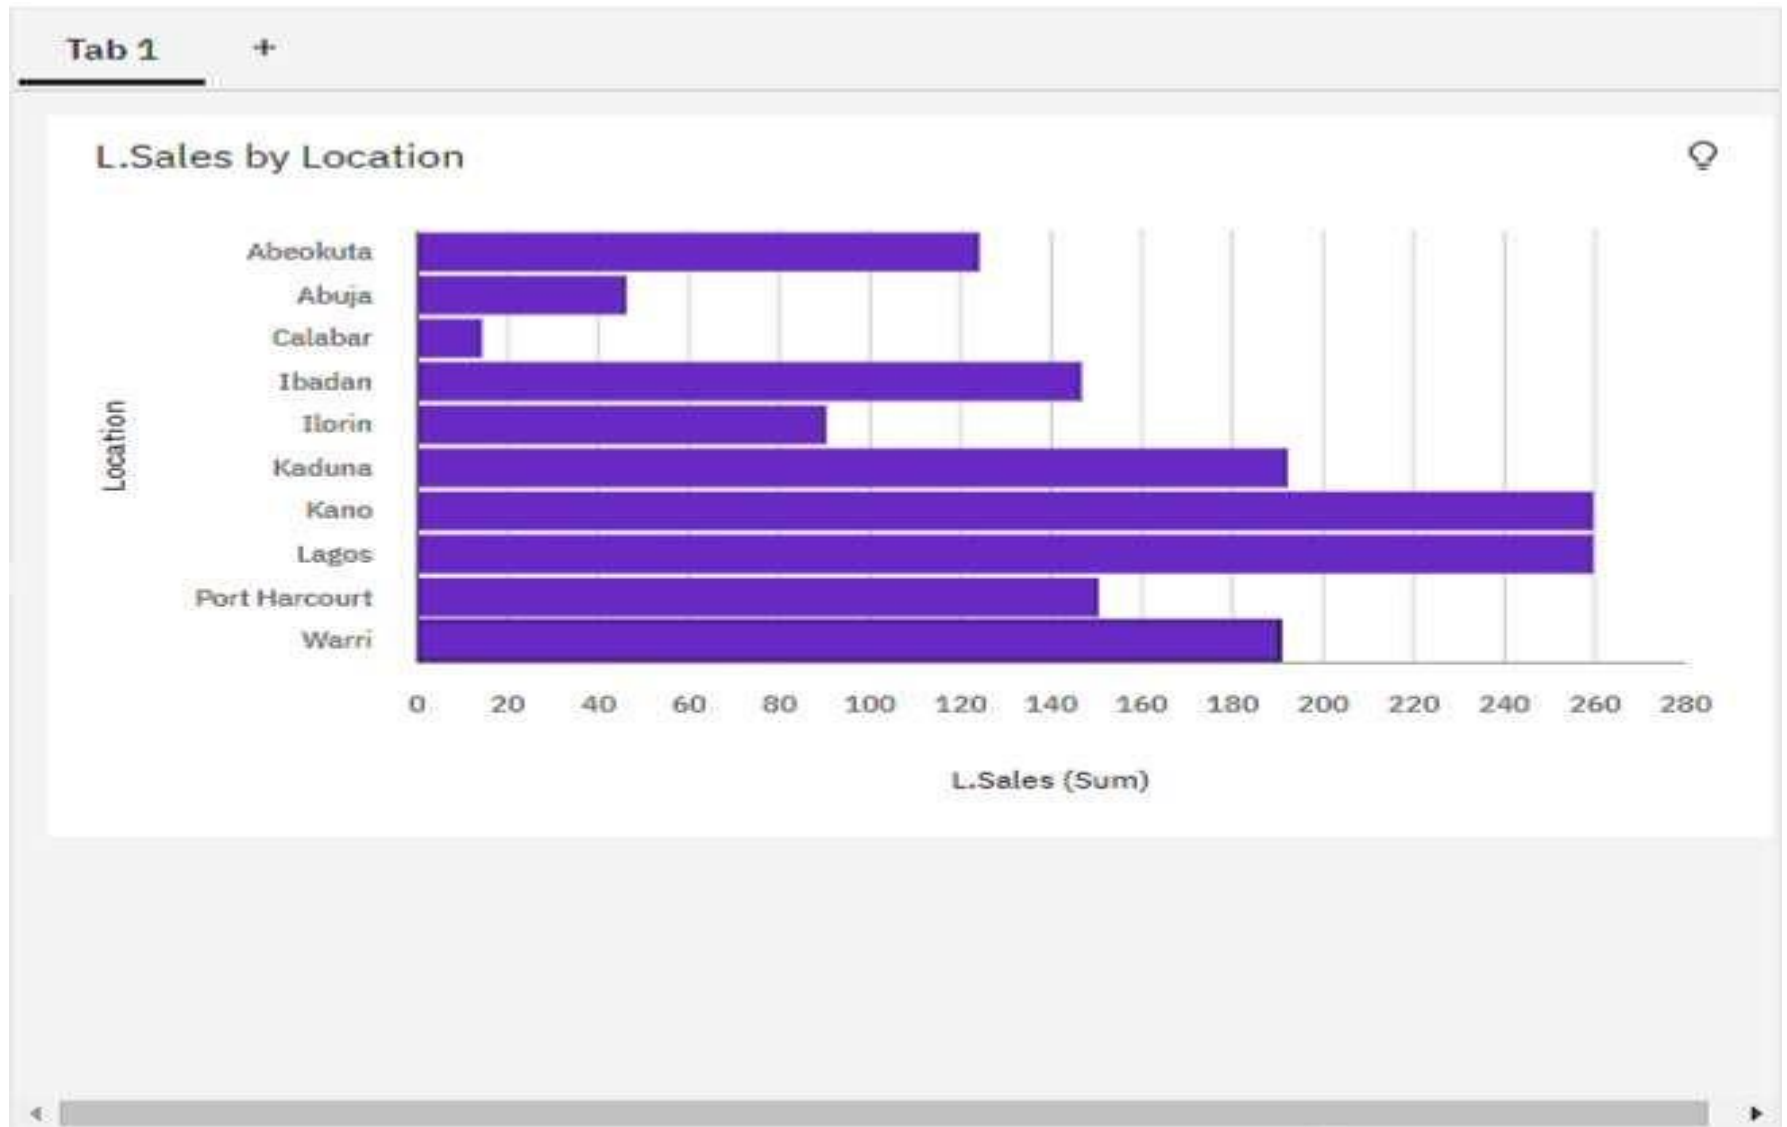 Tab 1 +
L.Sales by Location
Location
Abeokuta
Abuja
Calabar
Ibadan
Ilorin
Kaduna
Kano
Lagos
Port Harcourt
Warri
0 20 40 60 80 100 120 140 160 180 200 220 240 260 280
L.Sales (Sum)